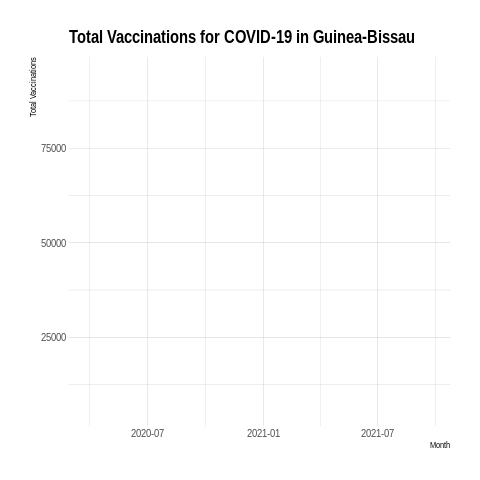 Total Vaccinations for COVID-19 in Guinea-Bissau
Total Vaccinations
75000
50000
25000
2020-07 2021-01 2021-07
Month